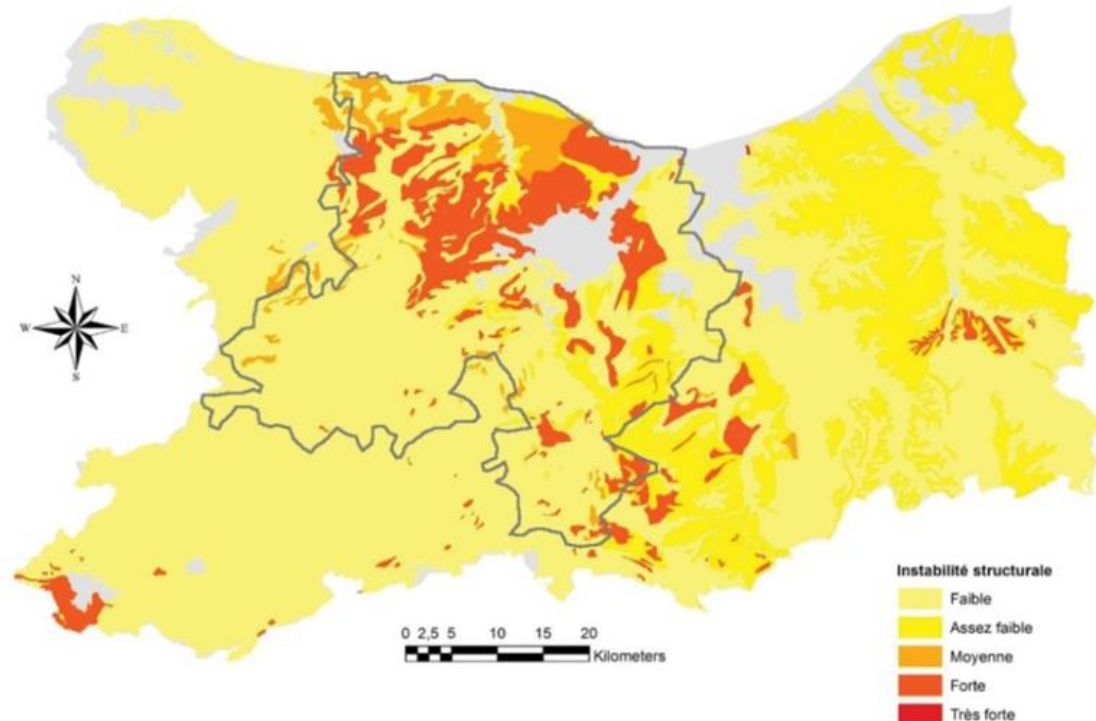 N
W E
S
Instabilité structurale
Faible
Assez faible
Moyenne
Forte
Très forte
0 2,5 5 10 15 20
Kilometers